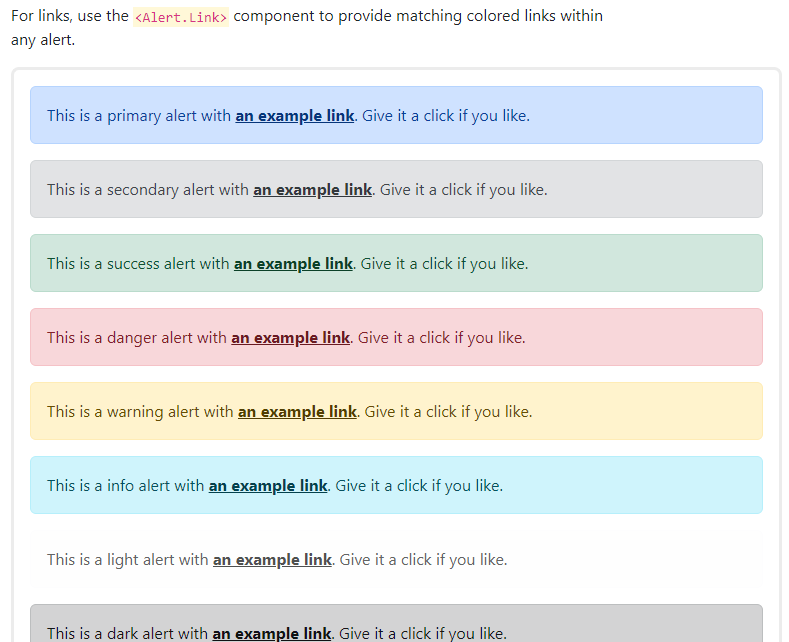 For links, use the <Alert.Link> component to provide matching colored links within
any alert.
This is a primary alert with an example link. Give it a click if you like.
This is a secondary alert with an example link. Give it a click if you like.
This is a success alert with an example link. Give it a click if you like.
This is a danger alert with an example link. Give it a click if you like.
This is a warning alert with an example link. Give it a click if you like.
This is a info alert with an example link. Give it a click if you like.
This is a light alert with an example link. Give it a click if you like.
This is a dark alert with an example link. Give it a click if you like.